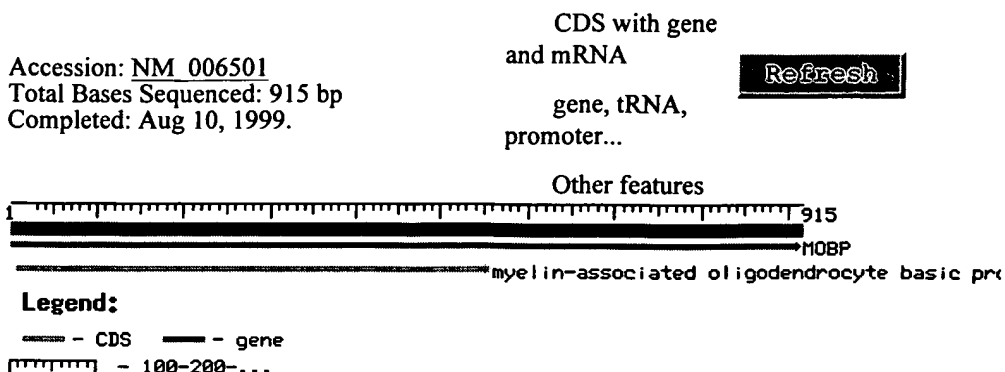 Accession: NM_006501
Total Bases Sequenced: 915 bp
Completed: Aug 10, 1999.
CDS with gene
and mRNA
gene, tRNA,
promoter...
Other features
Refresh
1
915
MOBP
myelin-associated oligodendrocyte basic pro
Legend:
- CDS - gene
- 100-200-...